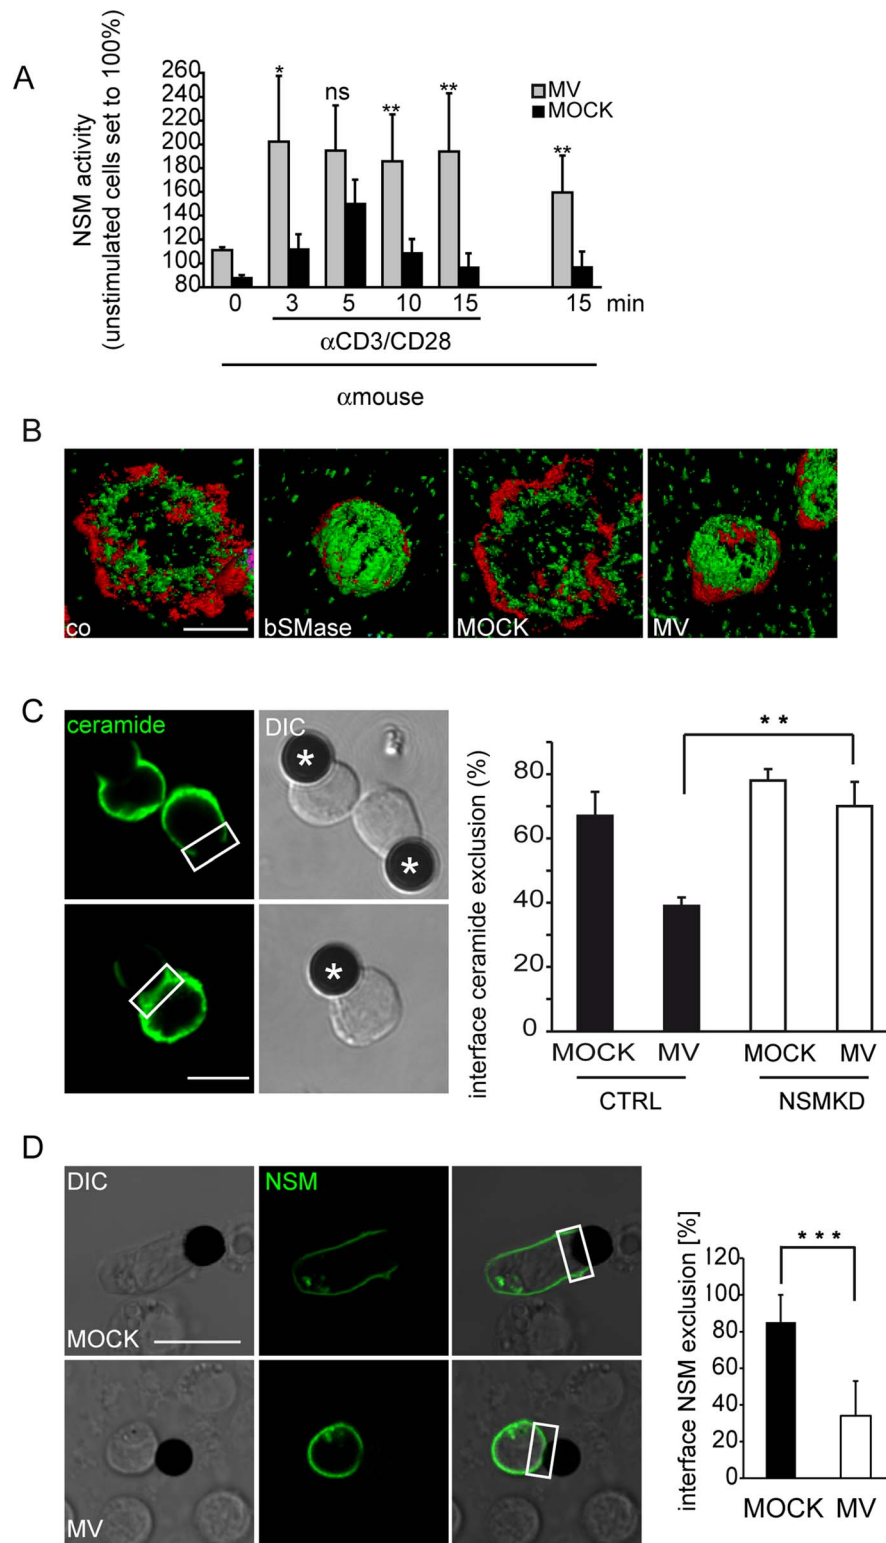 A
NSM activity
(unstimulated cells set to 100%)
260
240
220
200
180
160
140
120
100
80
*
ns
**
**
**
MV
MOCK
0 3 5 10 15 15 min
αCD3/CD28
αmouse
B
co
bSMase
MOCK
MV
C
ceramide
DIC
*
*
*
interface ceramide exclusion (%)
80
60
40
20
0
**
MOCK MV MOCK MV
CTRL NSMKD
D
DIC
NSM
MOCK
MV
interface NSM exclusion [%]
120
100
80
60
40
20
0
***
MOCK MV